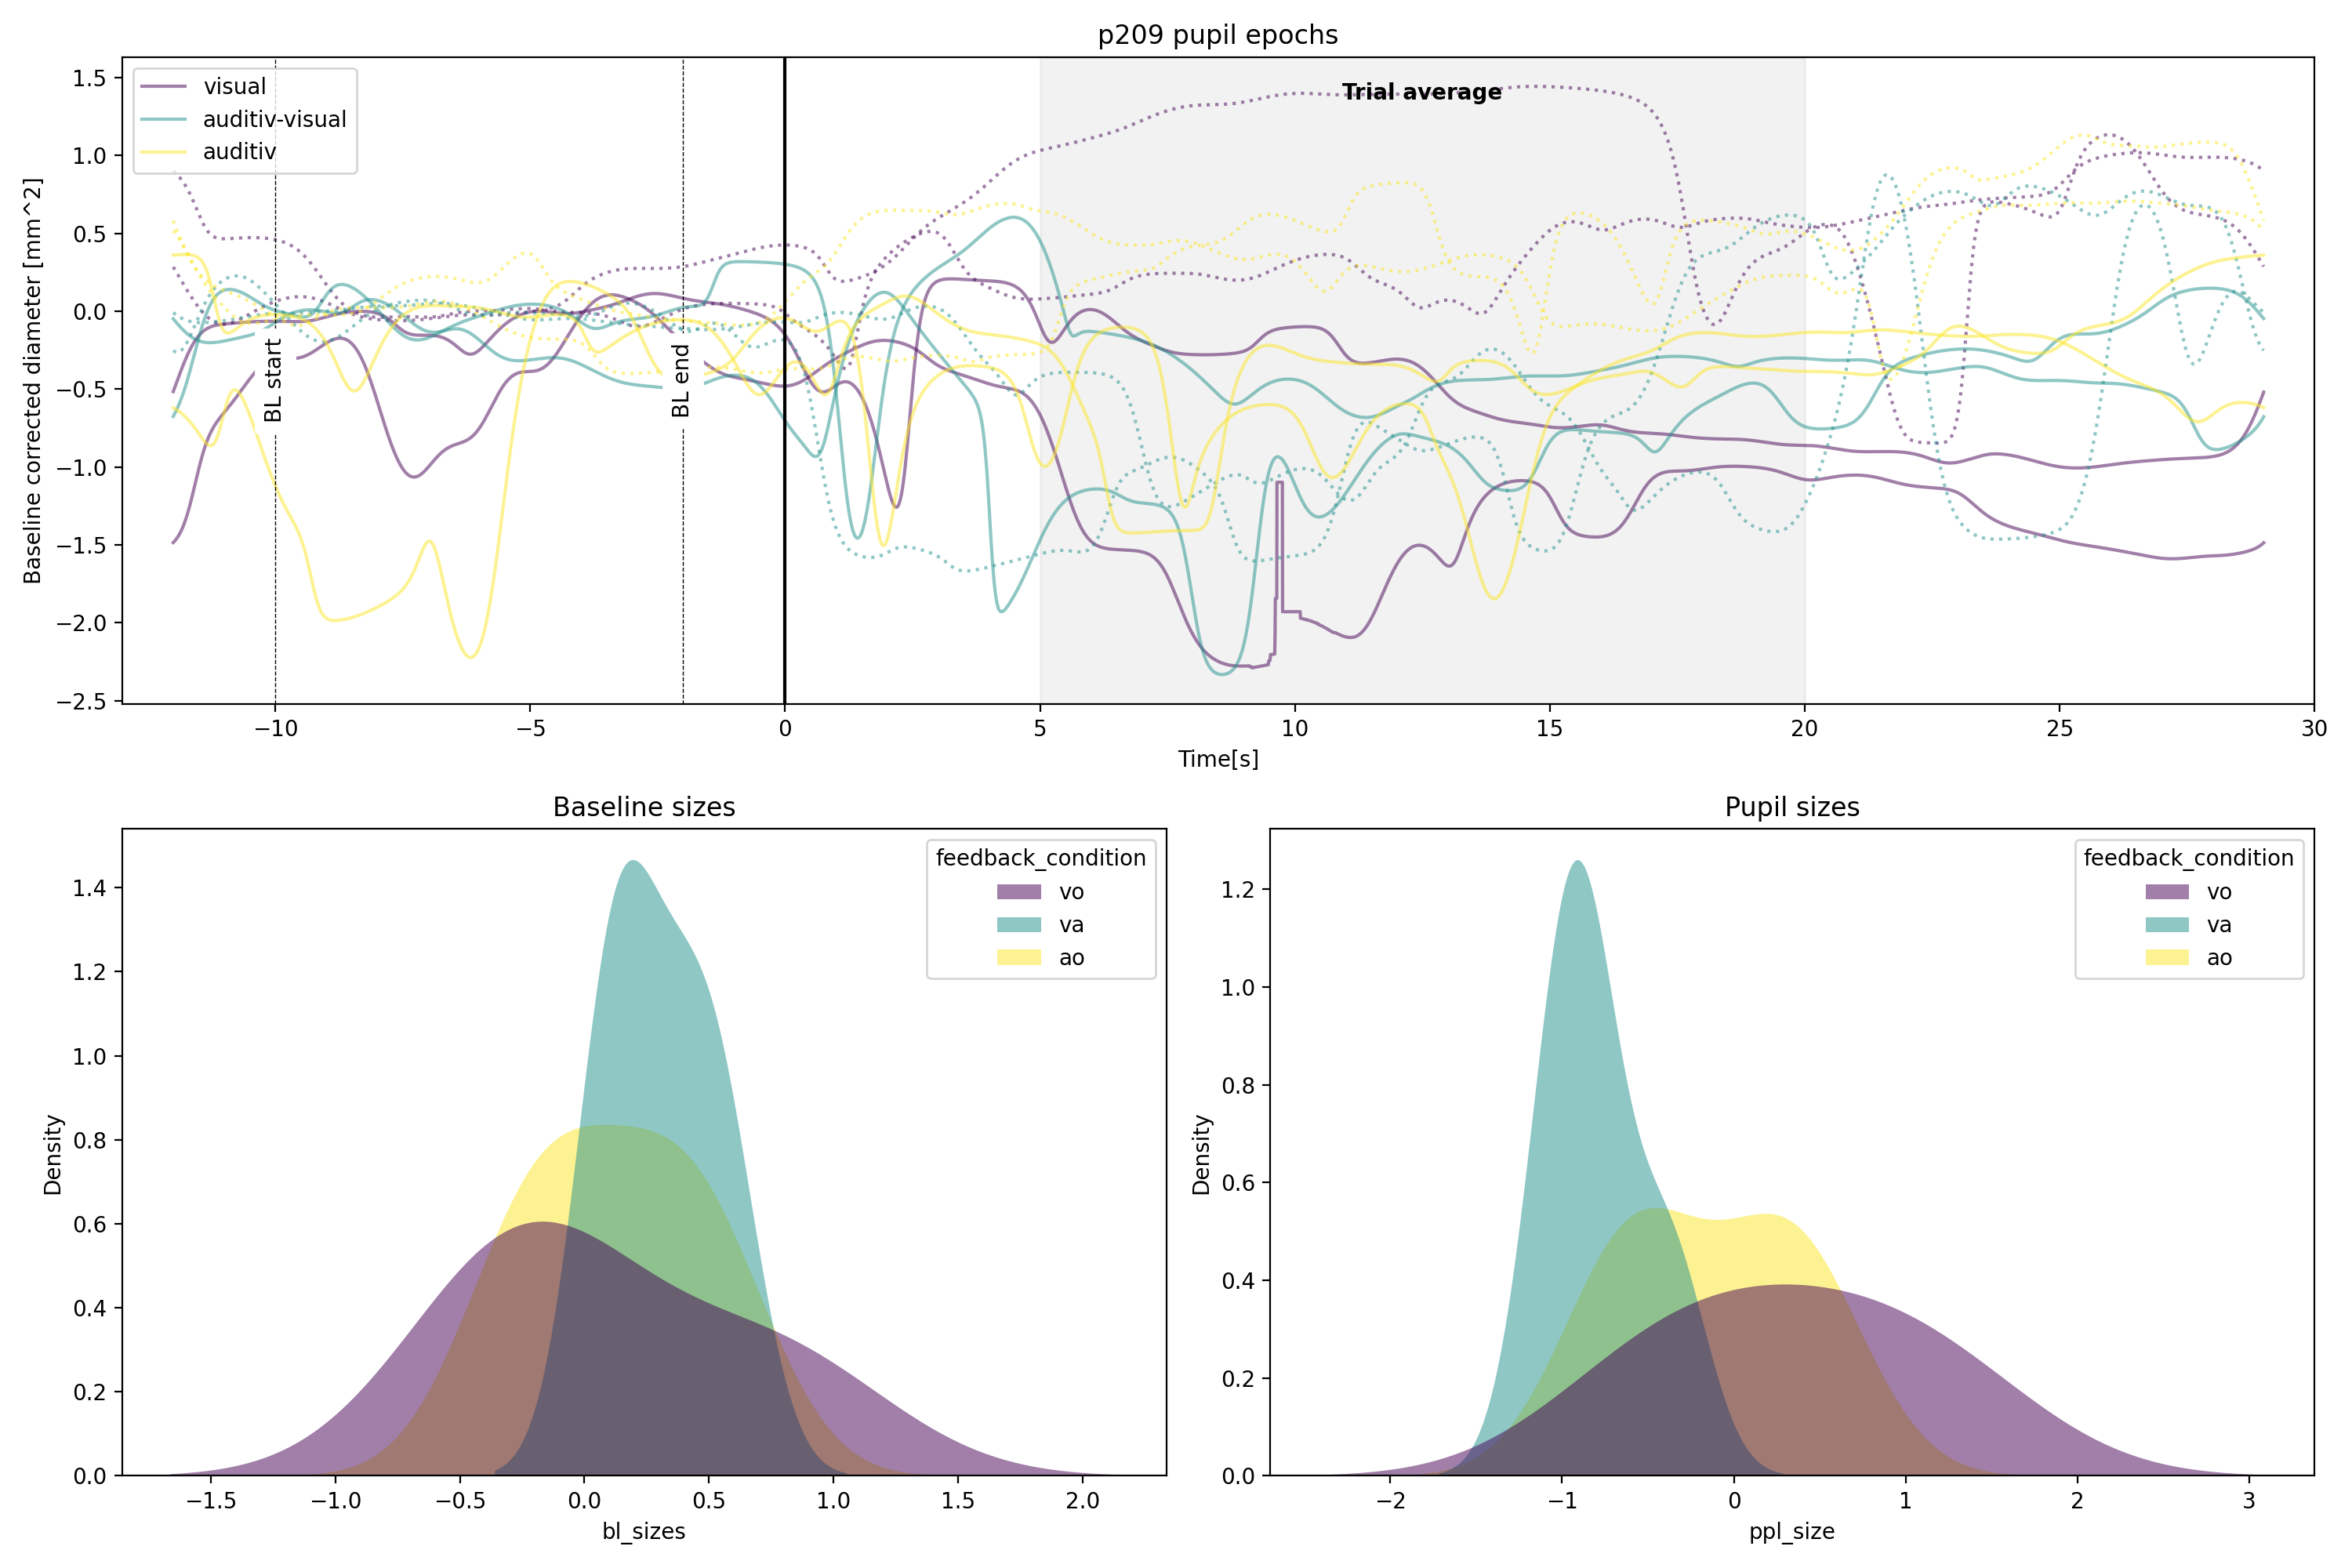 p209 pupil epochs
visual
auditiv-visual
auditiv
Trial average
BL start
BL end
Baseline corrected diameter [mm^2]
1.5
1.0
0.5
0.0
−0.5
−1.0
−1.5
−2.0
−2.5
−10
−5
0
5
10
15
20
25
30
Time[s]
Baseline sizes
feedback_condition
vo
va
ao
Density
1.4
1.2
1.0
0.8
0.6
0.4
0.2
0.0
−1.5
−1.0
−0.5
0.0
0.5
1.0
1.5
2.0
bl_sizes
Pupil sizes
feedback_condition
vo
va
ao
Density
1.2
1.0
0.8
0.6
0.4
0.2
0.0
−2
−1
0
1
2
3
ppl_size